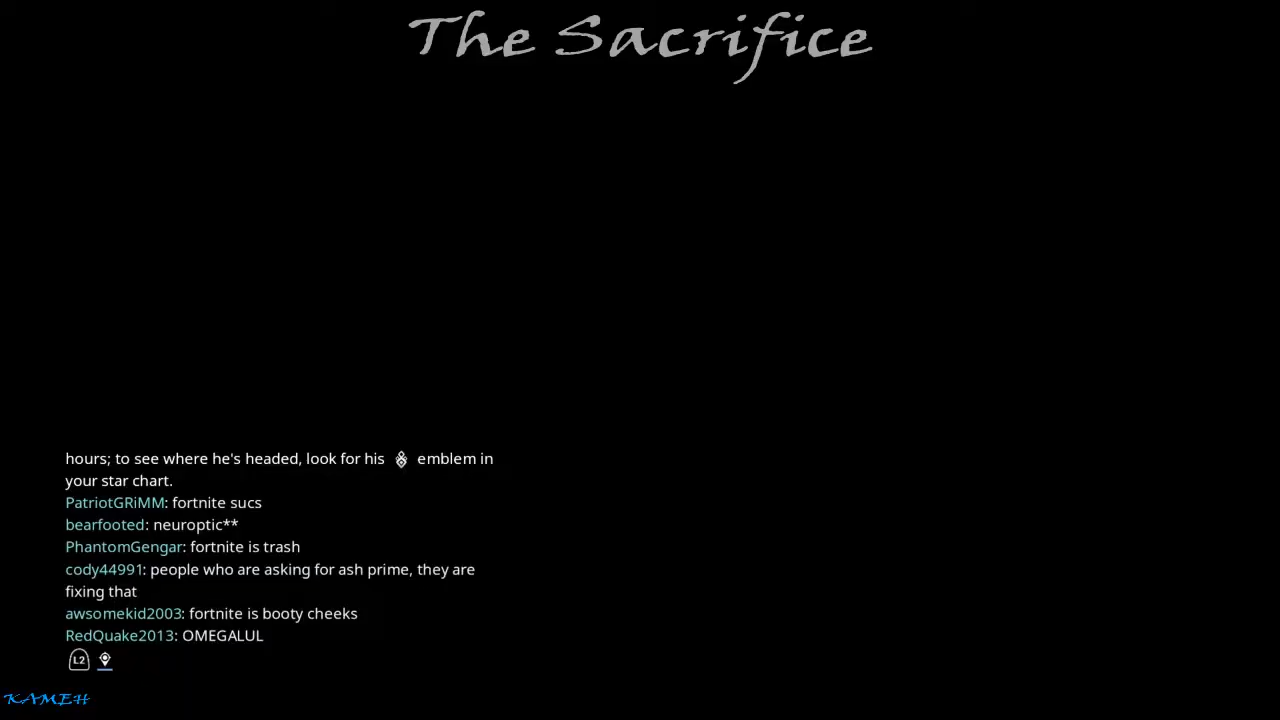 The Sacrifice
hours; to see where he's headed, look for his emblem in
your star chart.
PatriotGRiMM: fortnite sucs
bearfooted: neuroptic**
PhantomGengar: fortnite is trash
cody44991: people who are asking for ash prime, they are
fixing that
awsomekid2003: fortnite is booty cheeks
RedQuake2013: OMEGALUL
L2
KAMEH